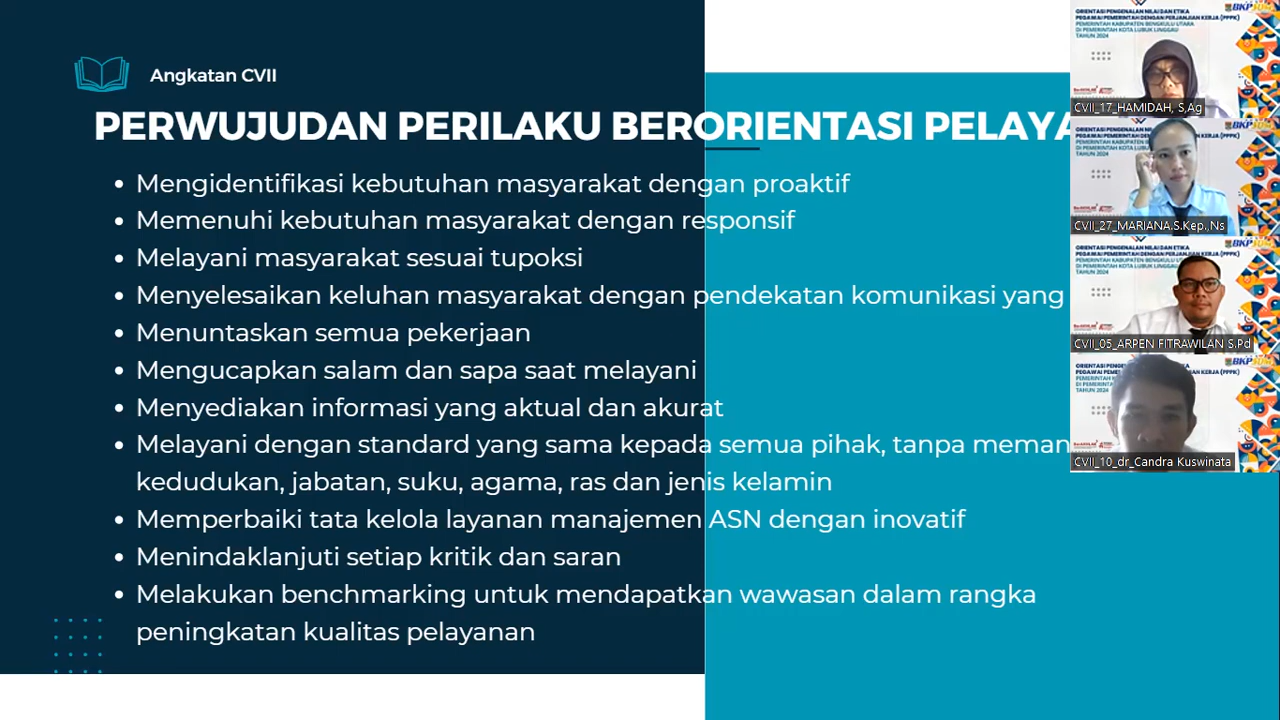 Angkatan CVII
PERWUJUDAN PERILAKU BERORIENTASI
Mengidentifikasi kebutuhan masyarakat dengan proaktif
Memenuhi kebutuhan masyarakat dengan responsif
Melayani masyarakat sesuai tupoksi
Menyelesaikan keluhan masyarakat dengan pendekatan komunikasi yang
Menuntaskan semua pekerjaan
Mengucapkan salam dan sapa saat melayani
Menyediakan informasi yang aktual dan akurat
Melayani dengan standard yang sama kepada semua pihak, tanpa
kedudukan, jabatan, suku, agama, ras dan jenis kelamin
Memperbaiki tata kelola layanan manajemen ASN dengan inovatif
Menindaklanjuti setiap kritik dan saran
Melakukan benchmarking untuk mendapatkan wawasan dalam rangka
peningkatan kualitas pelayanan
ORIENTASI PENGENALAN NILAI DAN ETIKA
PEGAWAI PEMERINTAH DENGAN PERJANJIAN KERJA (PPPK)
PEMERINTAH KABUPATEN BENGKULU UTARA
DI PEMERINTAH KOTA LUBUK LINGGAU
TAHUN 2024
CVII_17_HAMIDAH, S,Ag
CVII_27_MARIANA.S.Kep.,Ns
CVII_05_ARPEN FITRAWILAN S.Pd
CVII_10_dr_Candra Kuswinata